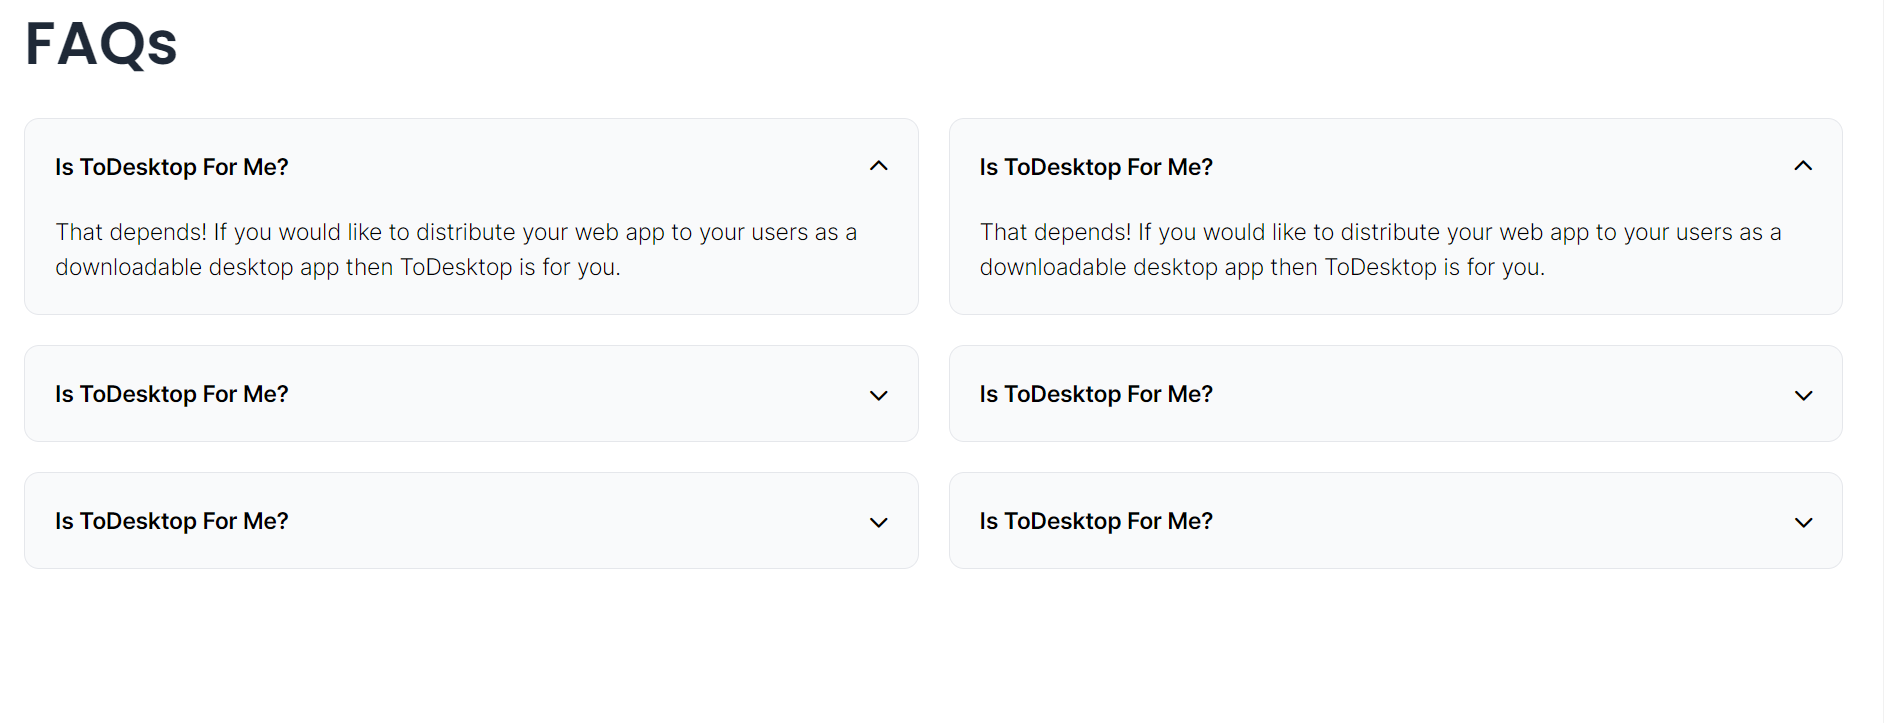 FAQs
Is ToDesktop For Me?
That depends! If you would like to distribute your web app to your users as a
downloadable desktop app then ToDesktop is for you.
Is ToDesktop For Me?
Is ToDesktop For Me?
Is ToDesktop For Me?
That depends! If you would like to distribute your web app to your users as a
downloadable desktop app then ToDesktop is for you.
Is ToDesktop For Me?
Is ToDesktop For Me?